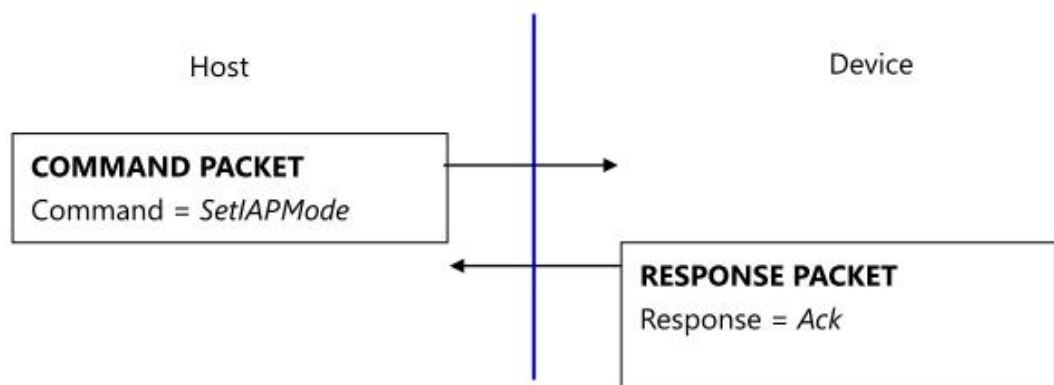 Host
Device
COMMAND PACKET
Command = SetIAPMode
RESPONSE PACKET
Response = Ack